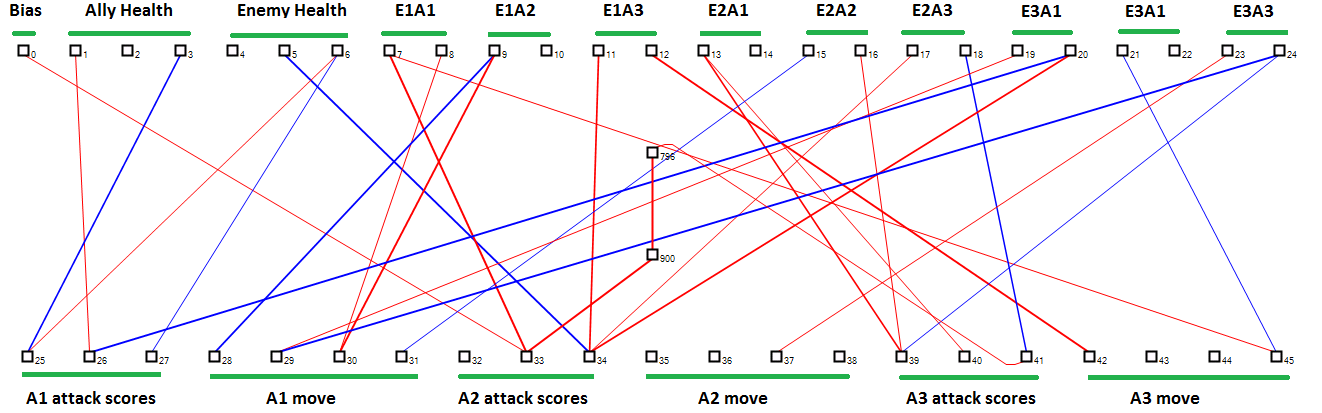 Bias Ally Health Enemy Health E1A1 E1A2 E1A3 E2A1 E2A2 E2A3 E3A1 E3A1 E3A3
0 1 2 3 4 5 6 7 8 9 10 11 12 13 14 15 16 17 18 19 20 21 22 23 24
796
900
25 26 27 28 29 30 31 32 33 34 35 36 37 38 39 40 41 42 43 44 45
A1 attack scores A1 move A2 attack scores A2 move A3 attack scores A3 move